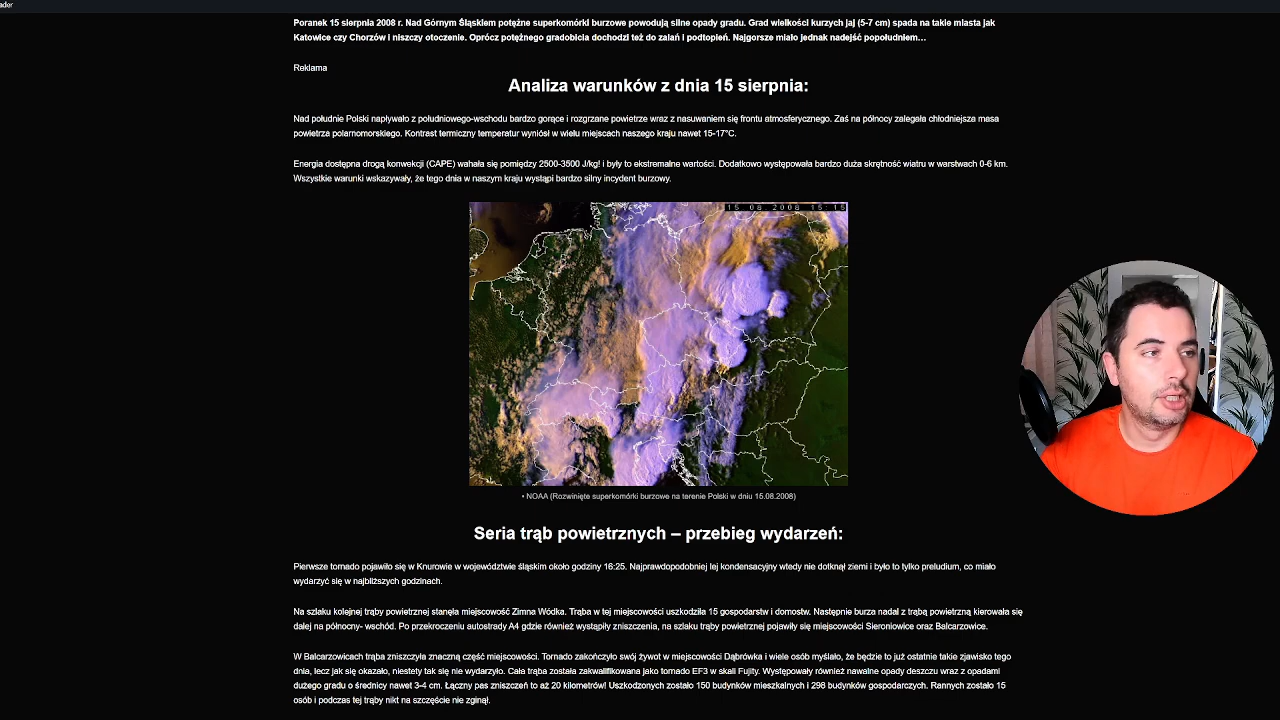 ader
Poranek 15 sierpnia 2008 r. Nad Górnym Śląskiem potężne superkomórki burzowe powodują silne opady gradu. Grad wielkości kurzych jaj (5-7 cm) spada na takie miasta jak
Katowice czy Chorzów i niszczy otoczenie. Oprócz potężnego gradobicia dochodzi też do zalań i podtopień. Najgorsze miało jednak nadejść popołudniem...
Reklama
Analiza warunków z dnia 15 sierpnia:
Nad południe Polski napływało z południowego-wschodu bardzo gorące i rozgrzane powietrze wraz z nasuwaniem się frontu atmosferycznego. Zaś na północy zalegała chłodniejsza masa
powietrza polarnomorskiego. Kontrast termiczny temperatur wyniósł w wielu miejscach naszego kraju nawet 15-17°C.
Energia dostępna drogą konwekcji (CAPE) wahała się pomiędzy 2500-3500 J/kg! i były to ekstremalne wartości. Dodatkowo występowała bardzo duża skrętność wiatru w warstwach 0-6 km.
Wszystkie warunki wskazywały, że tego dnia w naszym kraju wystąpi bardzo silny incydent burzowy.
15.08.2008 15:15
• NOAA (Rozwinięte superkomórki burzowe na terenie Polski w dniu 15.08.2008)
Seria trąb powietrznych – przebieg wydarzeń:
Pierwsze tornado pojawiło się w Knurowie w województwie śląskim około godziny 16:25. Najprawdopodobniej lej kondensacyjny wtedy nie dotknął ziemi i było to tylko preludium, co miało
wydarzyć się w najbliższych godzinach.
Na szlaku kolejnej trąby powietrznej stanęła miejscowość Zimna Wódka. Trąba w tej miejscowości uszkodziła 15 gospodarstw i domostw. Następnie burza nadal z trąbą powietrzną kierowała się
dalej na północny- wschód. Po przekroczeniu autostrady A4 gdzie również wystąpiły zniszczenia, na szlaku trąby powietrznej pojawiły się miejscowości Sieroniowice oraz Balcarzowice.
W Balcarzowicach trąba zniszczyła znaczną część miejscowości. Tornado zakończyło swój żywot w miejscowości Dąbrówka i wiele osób myślało, że będzie to już ostatnie takie zjawisko tego
dnia, lecz jak się okazało, niestety tak się nie wydarzyło. Cała trąba została zakwalifikowana jako tornado EF3 w skali Fujity. Występowały również nawalne opady deszczu wraz z opadami
dużego gradu o średnicy nawet 3-4 cm. Łączny pas zniszczeń to aż 20 kilometrów! Uszkodzonych zostało 150 budynków mieszkalnych i 298 budynków gospodarczych. Rannych zostało 15
osób i podczas tej trąby nikt na szczęście nie zginął.